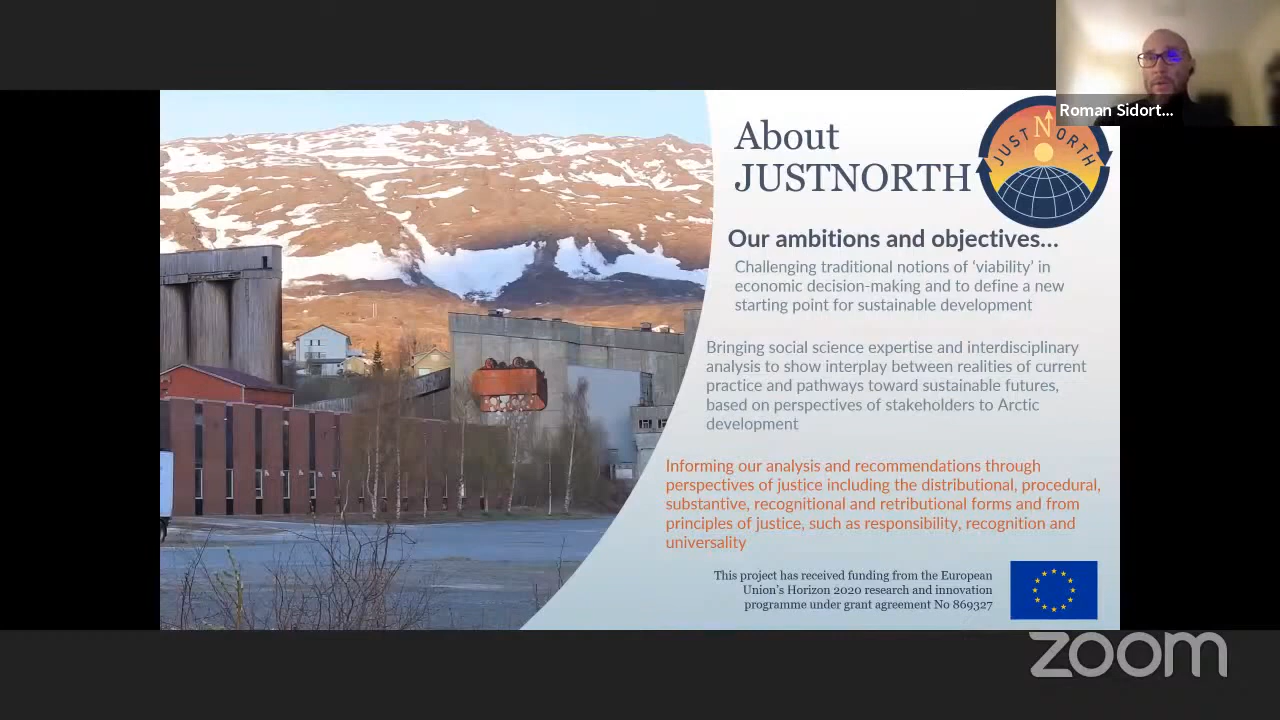 Roman Sidort...
About
JUSTNORTH
JUST NORTH
Our ambitions and objectives...
Challenging traditional notions of ‘viability’ in
economic decision-making and to define a new
starting point for sustainable development
Bringing social science expertise and interdisciplinary
analysis to show interplay between realities of current
practice and pathways toward sustainable futures,
based on perspectives of stakeholders to Arctic
development
Informing our analysis and recommendations through
perspectives of justice including the distributional, procedural,
substantive, recognitional and retributional forms and from
principles of justice, such as responsibility, recognition and
universality
This project has received funding from the European
Union’s Horizon 2020 research and innovation
programme under grant agreement No 869327
zoom